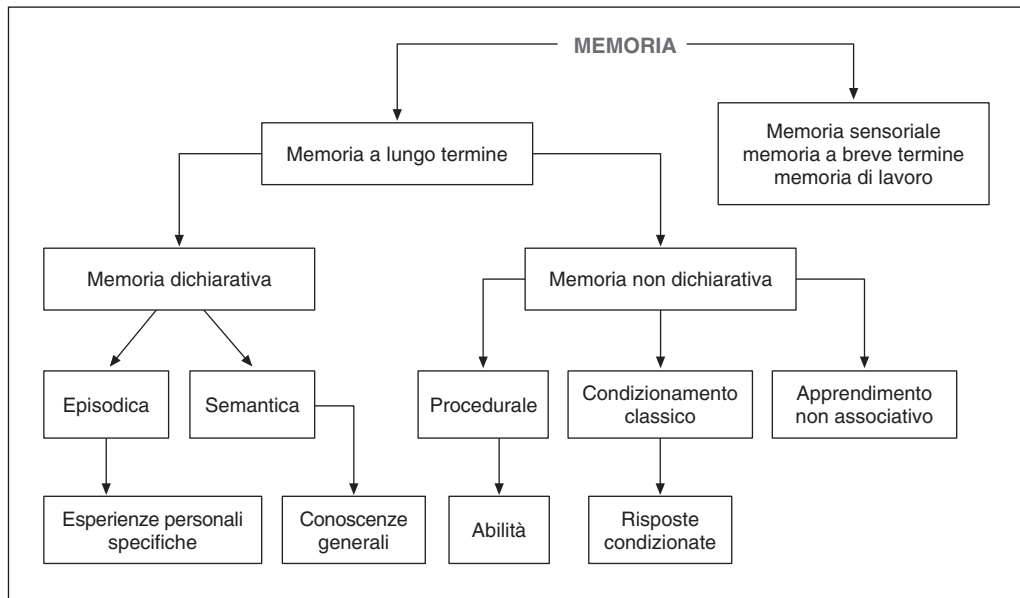 MEMORIA
Memoria sensoriale
memoria a breve termine
memoria di lavoro
Memoria a lungo termine
Memoria dichiarativa
Memoria non dichiarativa
Episodica
Semantica
Procedurale
Condizionamento
classico
Apprendimento
non associativo
Esperienze personali
specifiche
Conoscenze
generali
Abilità
Risposte
condizionate